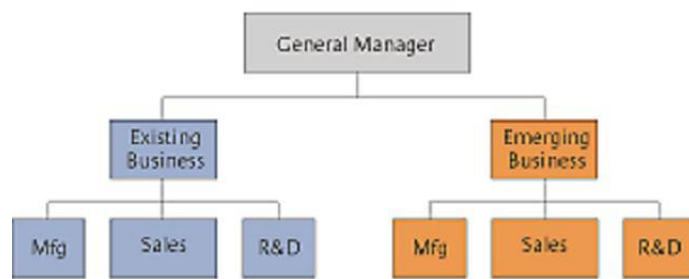 General Manager
Existing
Business
Emerging
Business
Mfg
Sales
R&D
Mfg
Sales
R&D